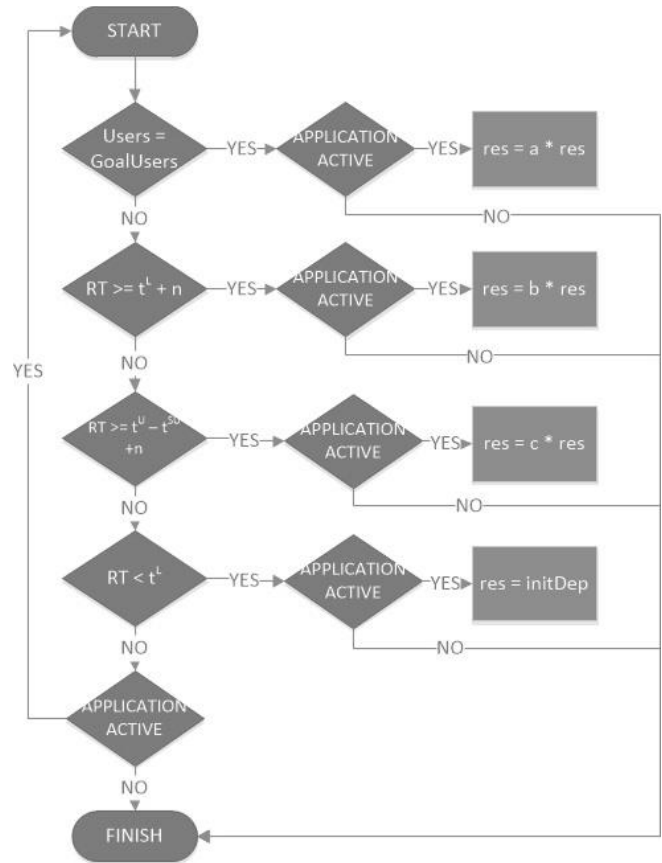 START
Users =
GoalUsers
YES
APPLICATION
ACTIVE
YES
res = a * res
NO
NO
RT >= t^L + n
YES
APPLICATION
ACTIVE
YES
res = b * res
NO
NO
YES
RT >= t^U – t^SU
+n
YES
APPLICATION
ACTIVE
YES
res = c * res
NO
NO
RT < t^L
YES
APPLICATION
ACTIVE
YES
res = initDep
NO
NO
APPLICATION
ACTIVE
NO
FINISH